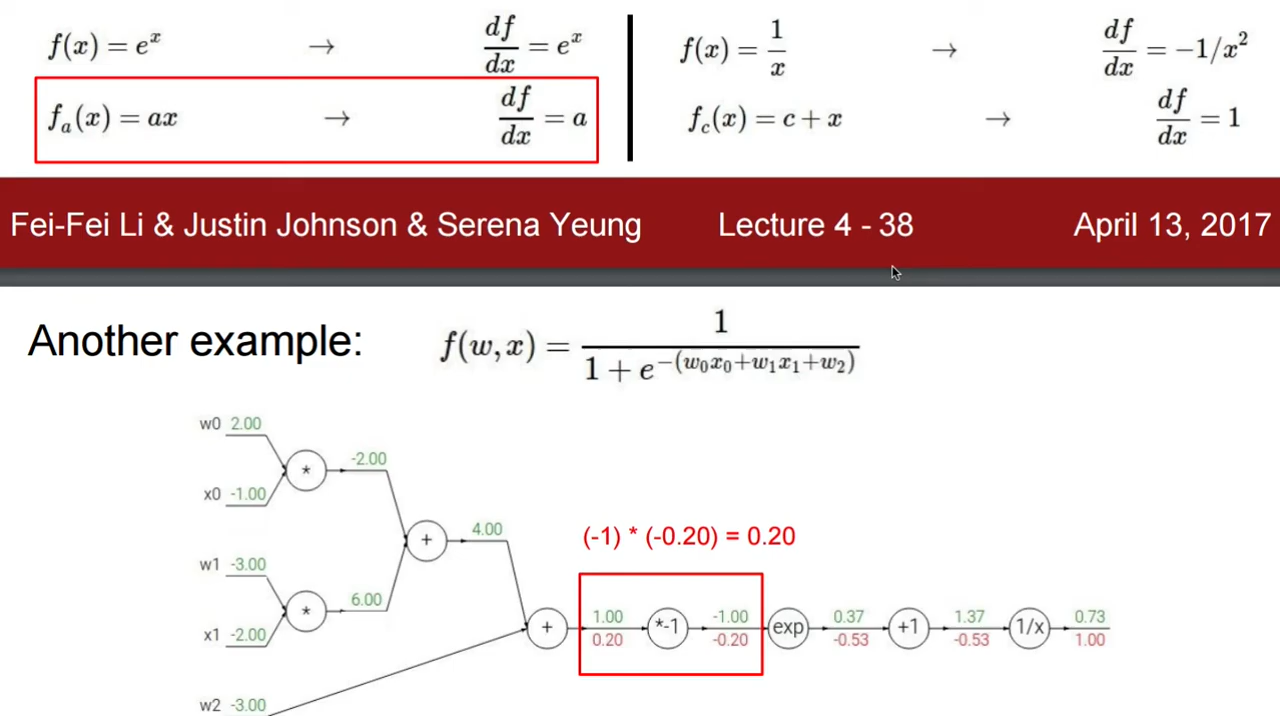 f(x) = e^x → df/dx = e^x
f(x) = 1/x → df/dx = −1/x²
fₐ(x) = ax → df/dx = a
f_c(x) = c + x → df/dx = 1
Fei-Fei Li & Justin Johnson & Serena Yeung Lecture 4 - 38 April 13, 2017
Another example: f(w, x) = 1/(1 + e^−(w₀x₀+w₁x₁+w₂))
w0 2.00
* -2.00
x0 -1.00
(-1) * (-0.20) = 0.20
+ 4.00
w1 -3.00
* 6.00
x1 -2.00
+ 1.00 *-1 -1.00 exp 0.37 +1 1.37 1/x 0.73
0.20 -0.20 -0.53 -0.53 1.00
w2 -3.00